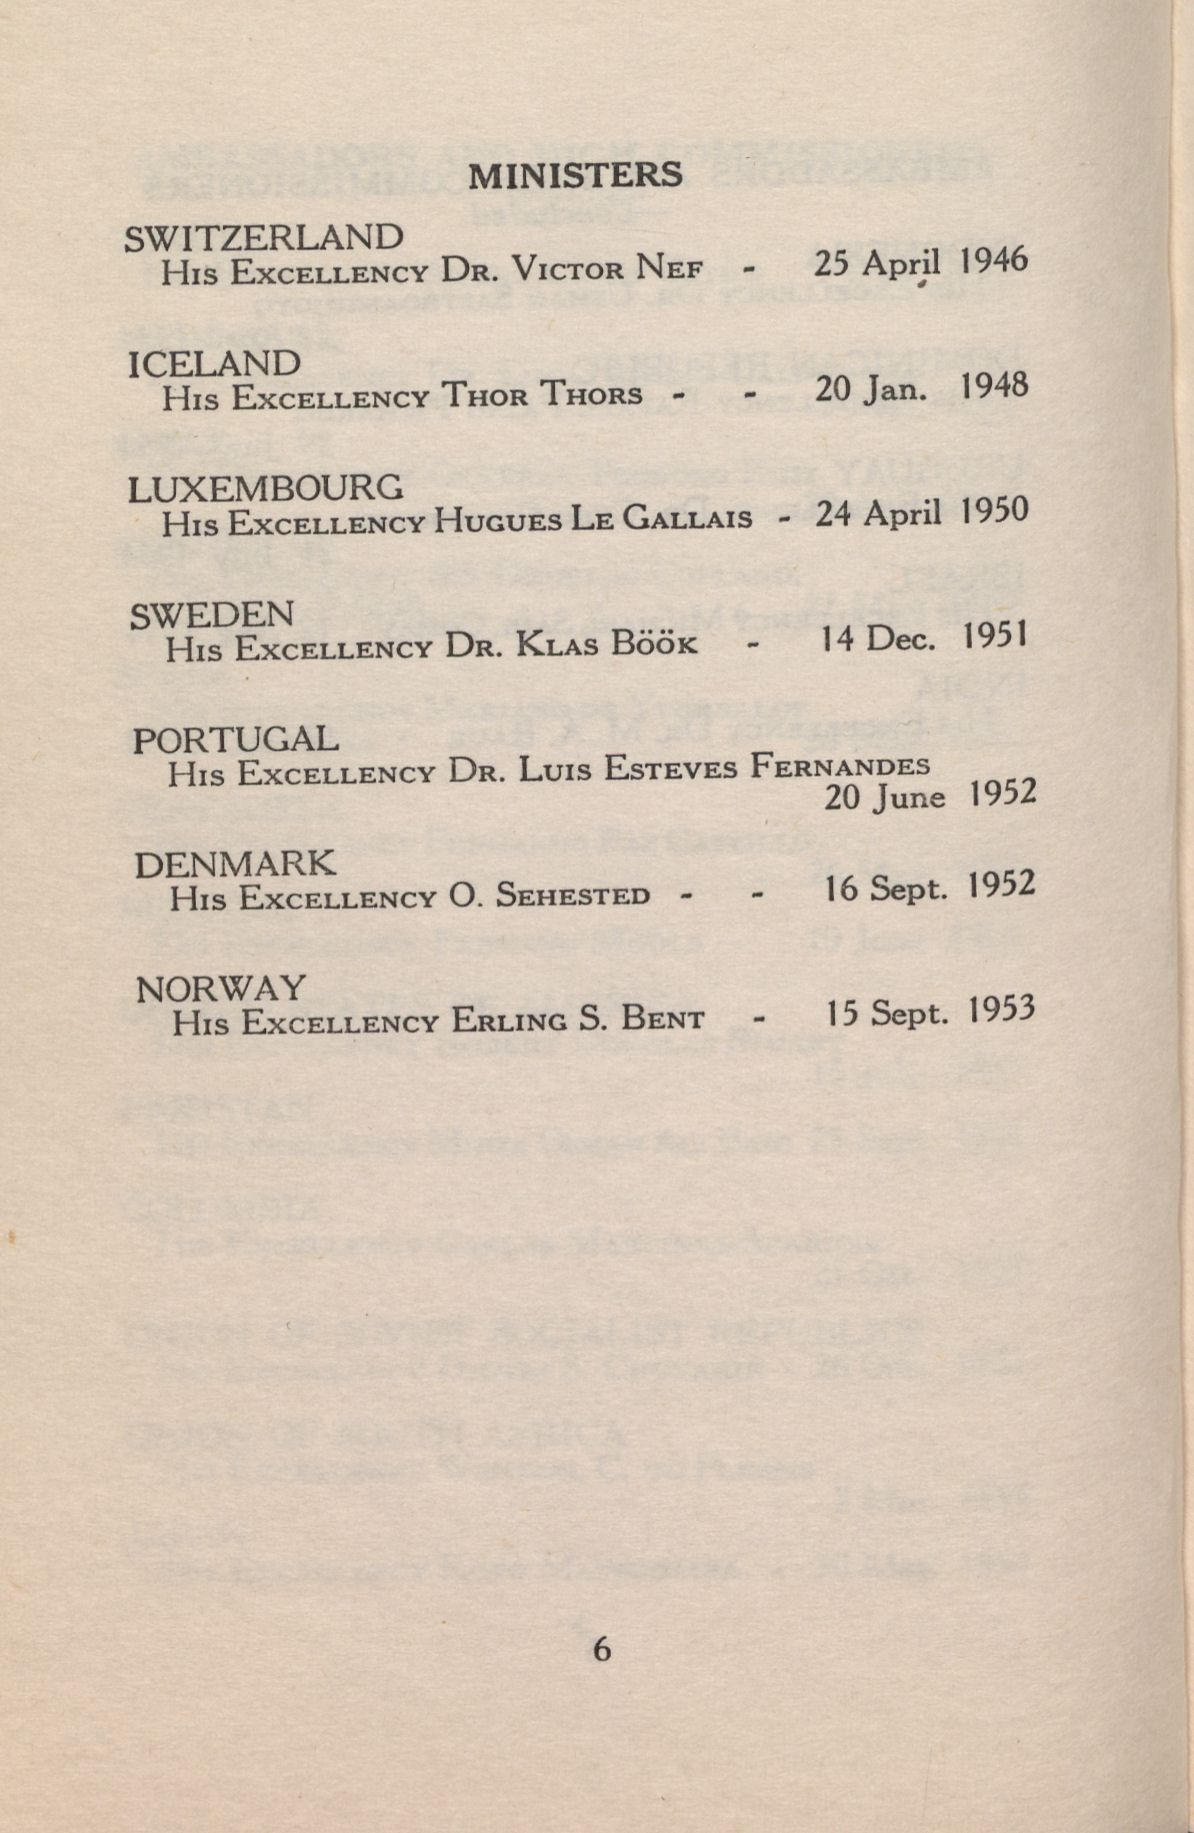 MINISTERS
SWITZERLAND
His Excellency Dr. Victor Nef - 25 April 1946
ICELAND
His Excellency Thor Thors - - 20 Jan. 1948
LUXEMBOURG
His Excellency Hugues Le Gallais - 24 April 1950
SWEDEN
His Excellency Dr. Klas Böök - 14 Dec. 1951
PORTUGAL
His Excellency Dr. Luis Esteves Fernandes
20 June 1952
DENMARK
His Excellency O. Sehested - - 16 Sept. 1952
NORWAY
His Excellency Erling S. Bent - 15 Sept. 1953
6